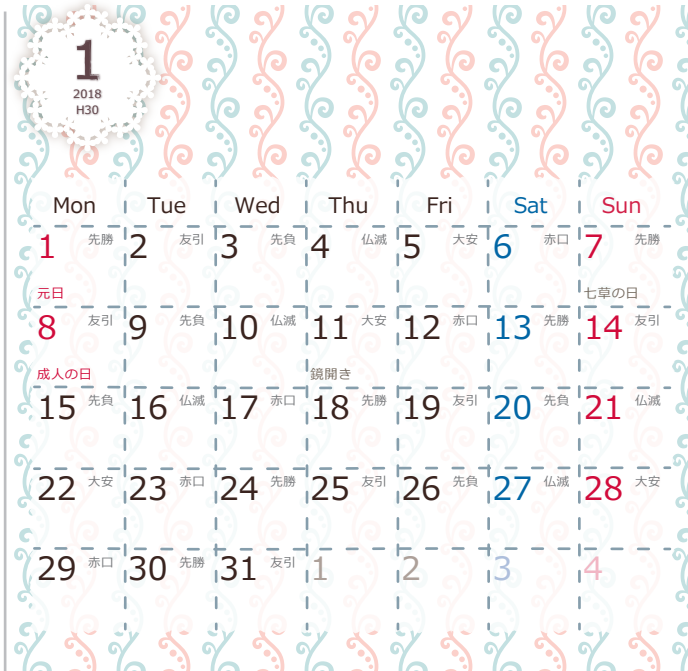 1
2018
H30
Mon Tue Wed Thu Fri Sat Sun
1 先勝 2 友引 3 先負 4 仏滅 5 大安 6 赤口 7 先勝
元日 七草の日
8 友引 9 先負 10 仏滅 11 大安 12 赤口 13 先勝 14 友引
成人の日 鏡開き
15 先負 16 仏滅 17 赤口 18 先勝 19 友引 20 先負 21 仏滅
22 大安 23 赤口 24 先勝 25 友引 26 先負 27 仏滅 28 大安
29 赤口 30 先勝 31 友引 1 2 3 4